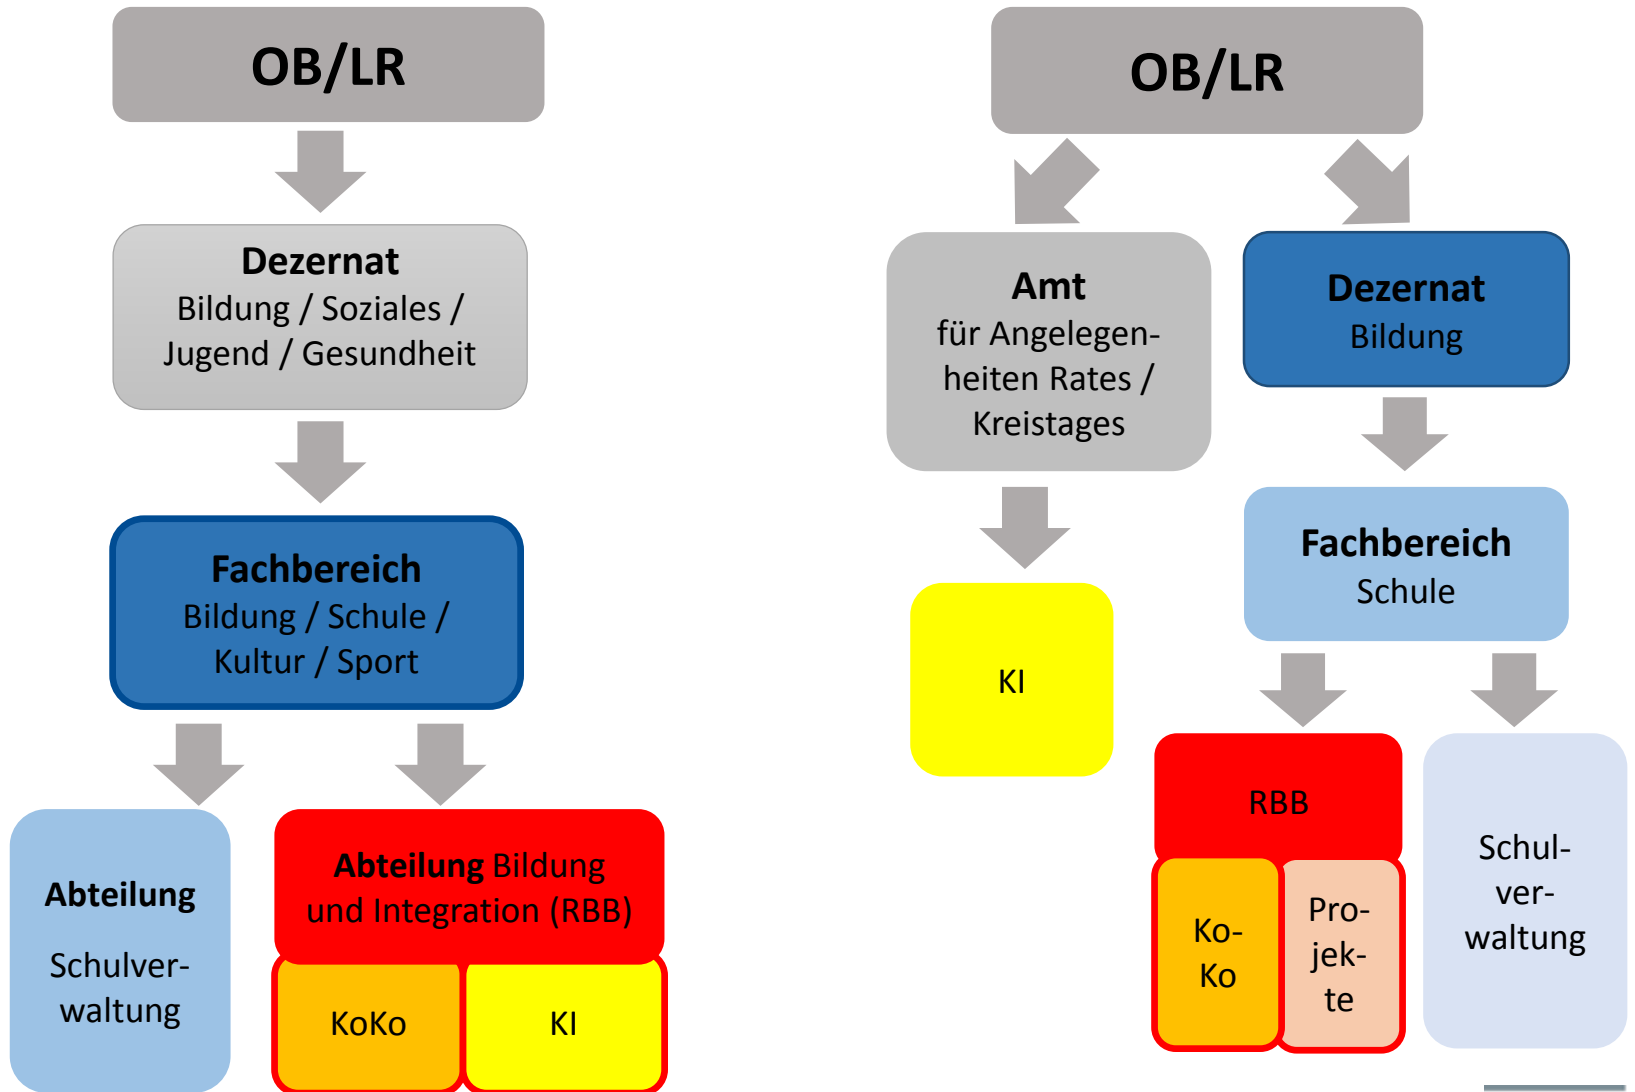 OB/LR
Dezernat
Bildung / Soziales /
Jugend / Gesundheit
Fachbereich
Bildung / Schule /
Kultur / Sport
Abteilung
Schulver-
waltung
Abteilung Bildung
und Integration (RBB)
KoKo
KI
OB/LR
Amt
für Angelegen-
heiten Rates /
Kreistages
KI
Dezernat
Bildung
Fachbereich
Schule
RBB
Ko-
Ko
Pro-
jek-
te
Schul-
ver-
waltung